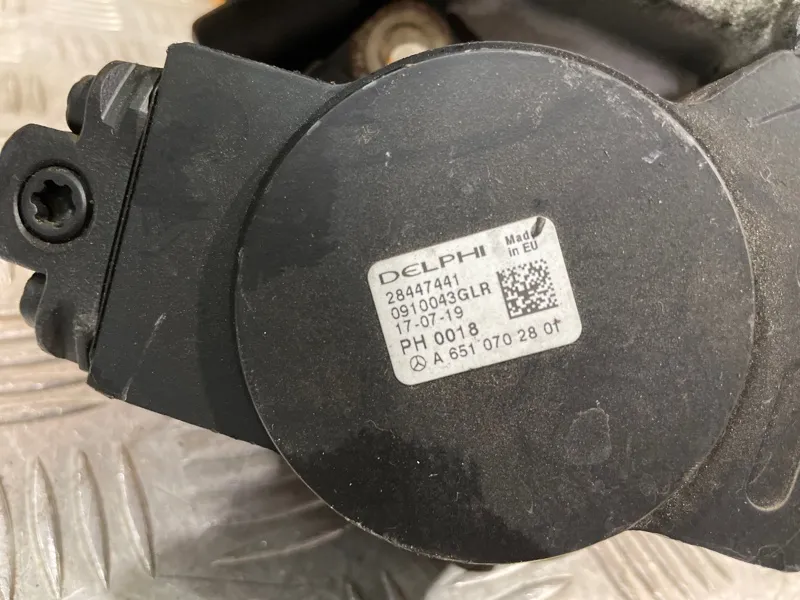 DELPHI
Made in EU
28447441
0910043GLR
17-07-19
PH 0018
A 651 070 28 01